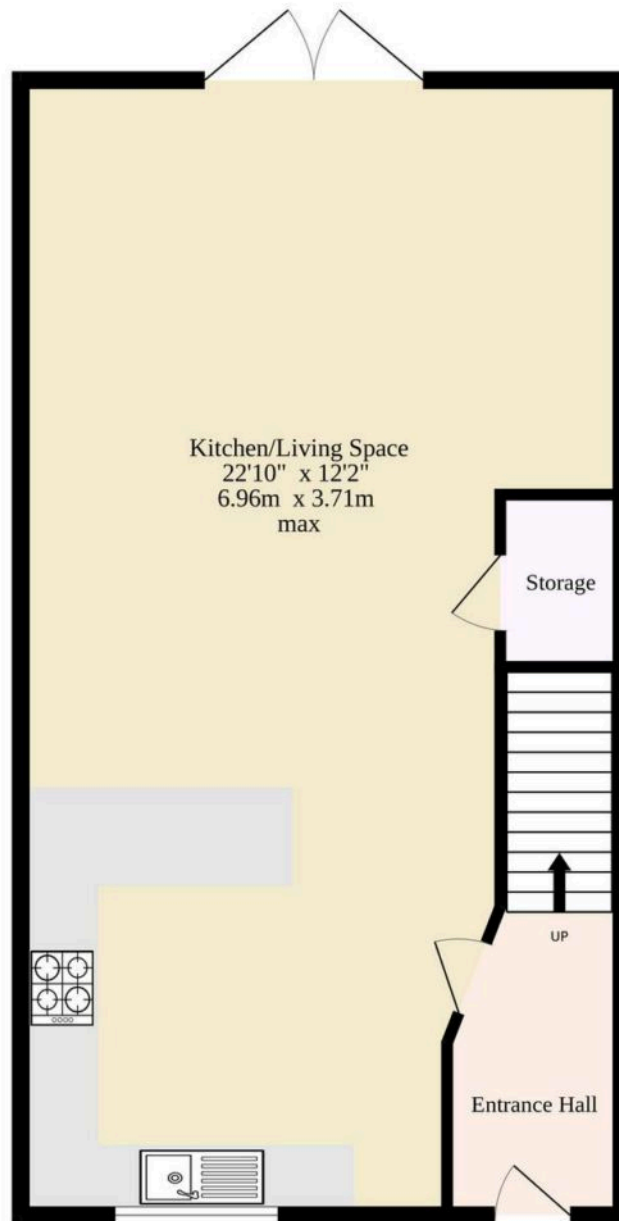 Kitchen/Living Space
22'10" x 12'2"
6.96m x 3.71m
max
Storage
UP
Entrance Hall